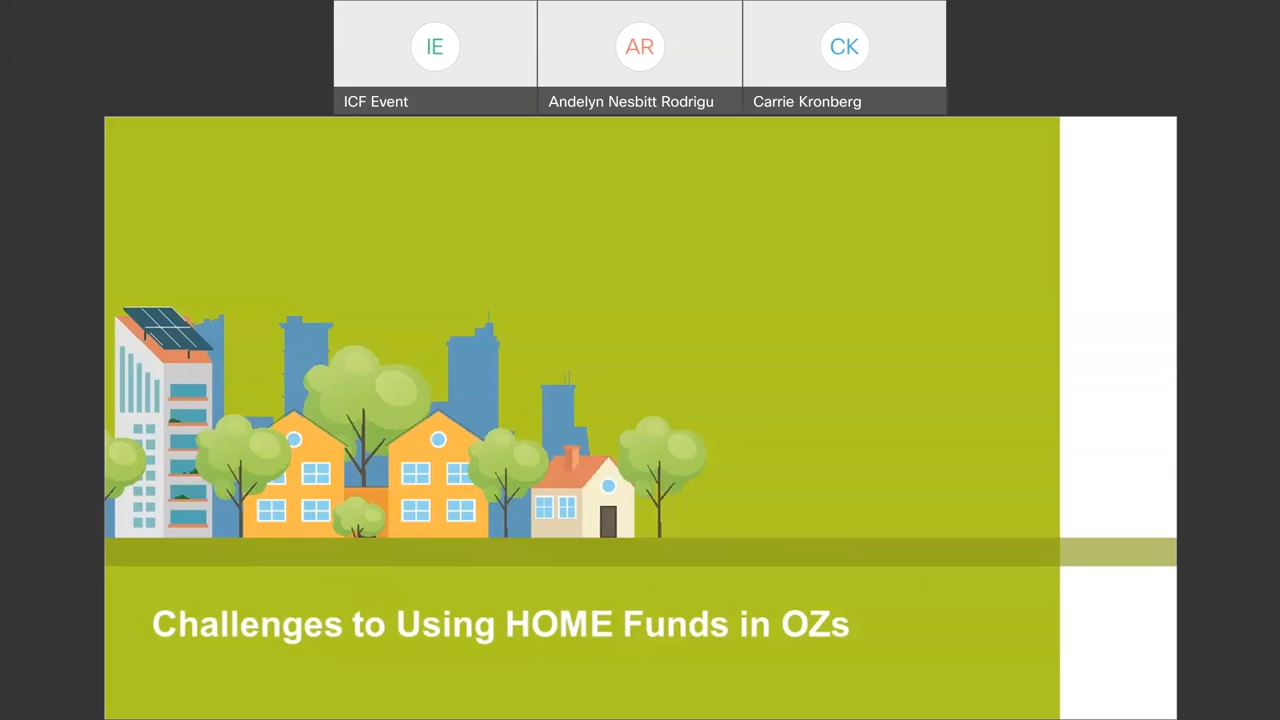 IE
AR
CK
ICF Event
Andelyn Nesbitt Rodrigu
Carrie Kronberg
Challenges to Using HOME Funds in OZs